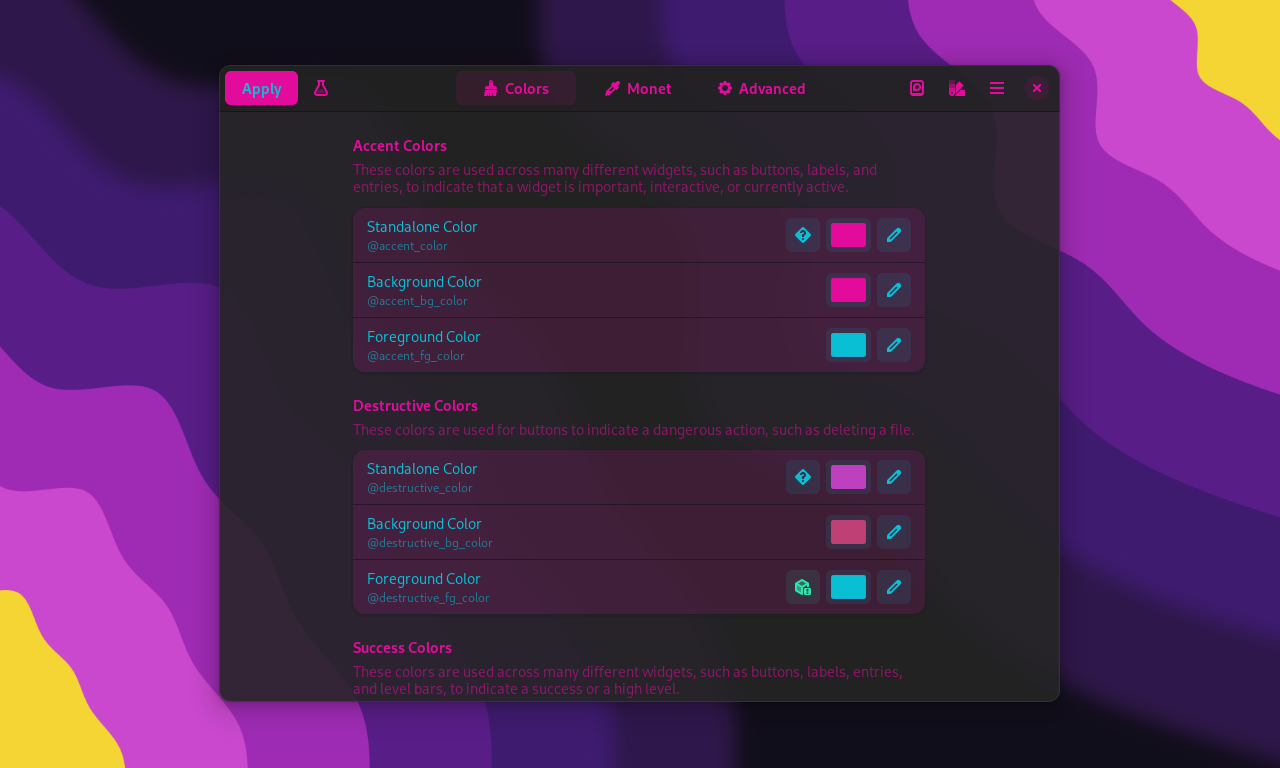 Apply
Colors
Monet
Advanced
Accent Colors
These colors are used across many different widgets, such as buttons, labels, and
entries, to indicate that a widget is important, interactive, or currently active.
Standalone Color
@accent_color
Background Color
@accent_bg_color
Foreground Color
@accent_fg_color
Destructive Colors
These colors are used for buttons to indicate a dangerous action, such as deleting a file.
Standalone Color
@destructive_color
Background Color
@destructive_bg_color
Foreground Color
@destructive_fg_color
Success Colors
These colors are used across many different widgets, such as buttons, labels, entries,
and level bars, to indicate a success or a high level.